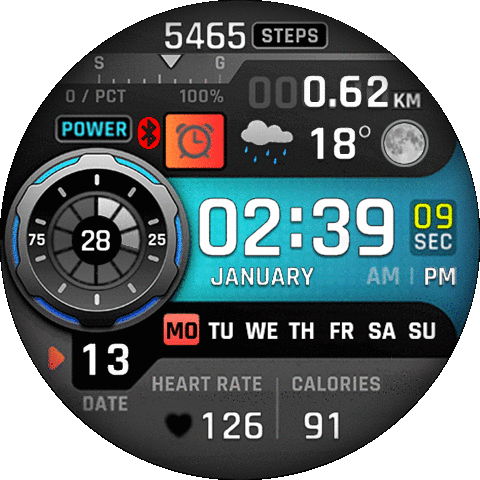 5465 STEPS
S G
0 / PCT 100%
000.62 KM
POWER
18°
75 28 25
02:39 09 SEC
JANUARY AM | PM
MO TU WE TH FR SA SU
13
DATE
HEART RATE CALORIES
126 91